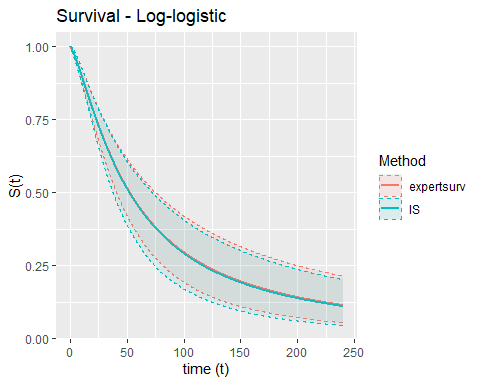 Survival - Log-logistic
1.00
0.75
0.50
0.25
0.00
S(t)
0 50 100 150 200 250
time (t)
Method
expertsurv
IS